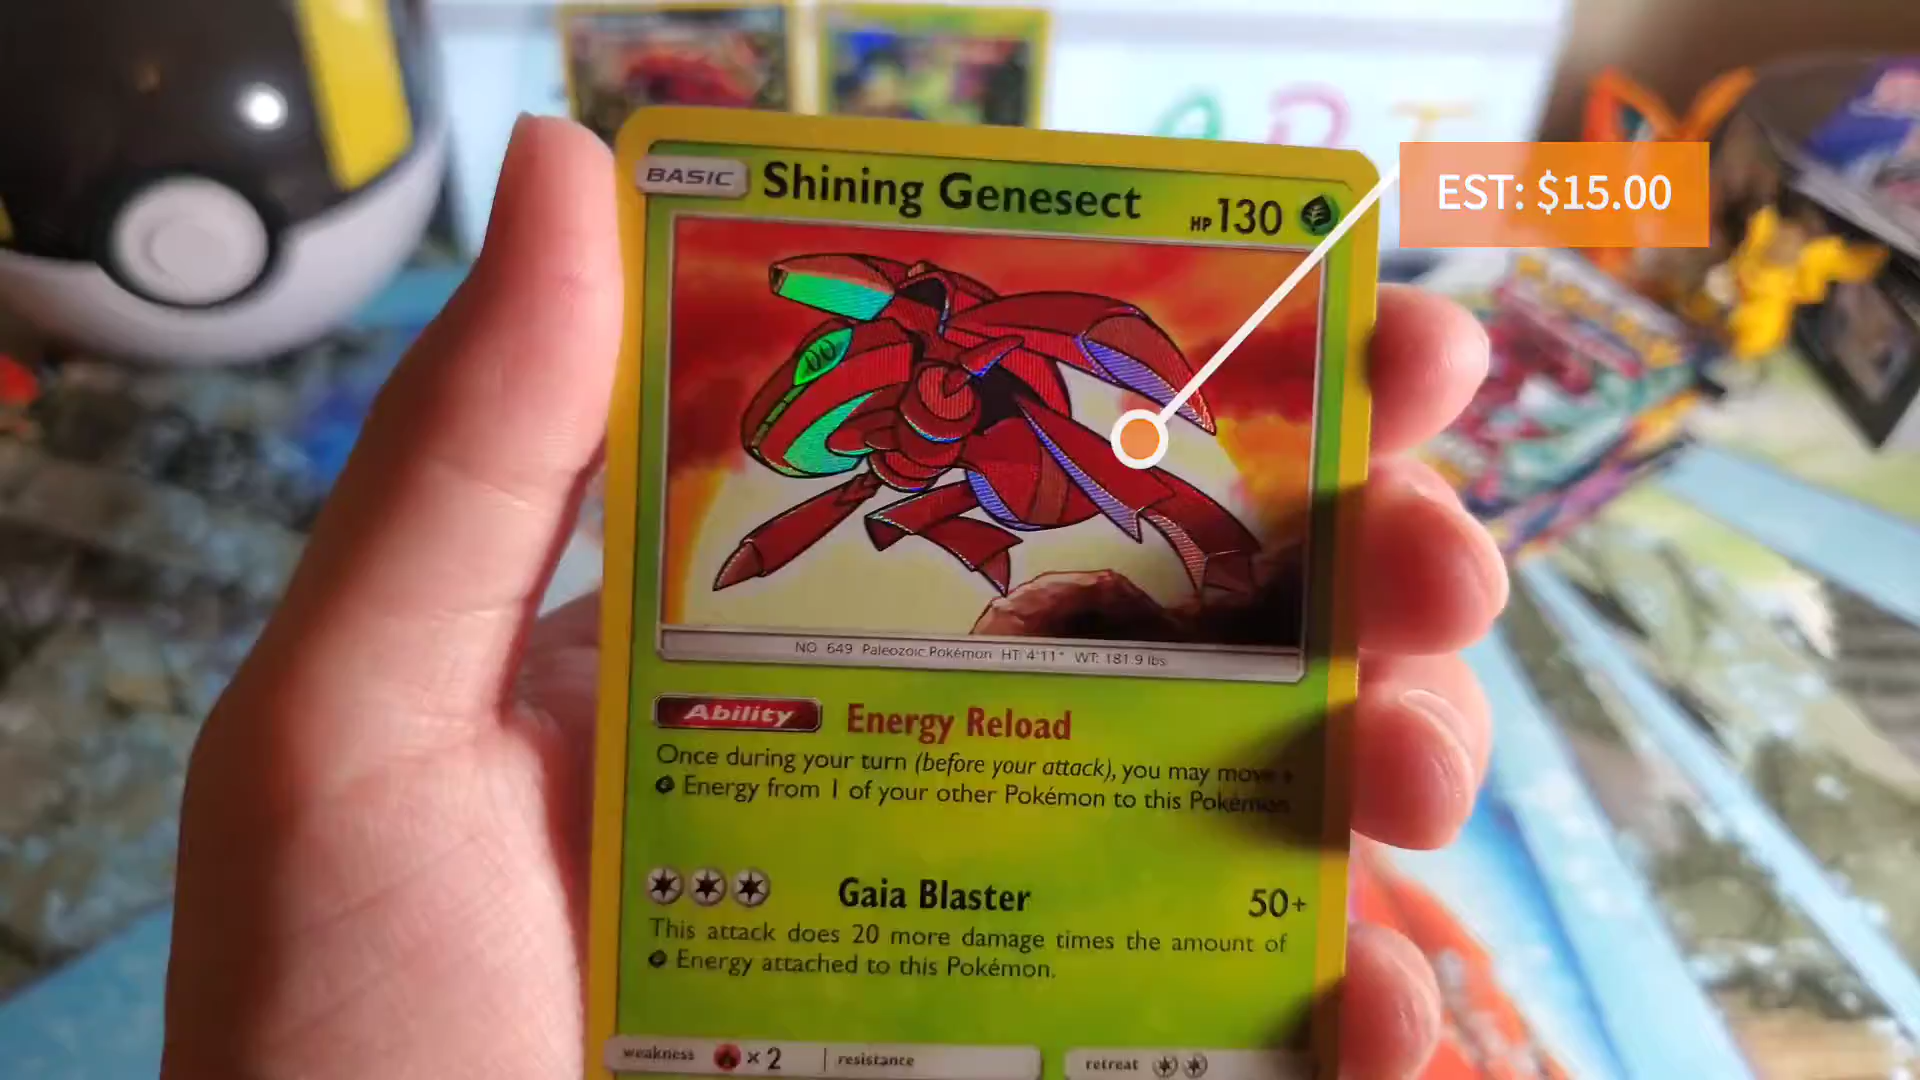 ART
BASIC Shining Genesect HP 130
EST: $15.00
NO. 649 Paleozoic Pokémon HT: 4'11" WT: 181.9 lbs
Ability Energy Reload
Once during your turn (before your attack), you may move a
Energy from 1 of your other Pokémon to this Pokémon.
Gaia Blaster 50+
This attack does 20 more damage times the amount of
Energy attached to this Pokémon.
weakness ×2 resistance retreat